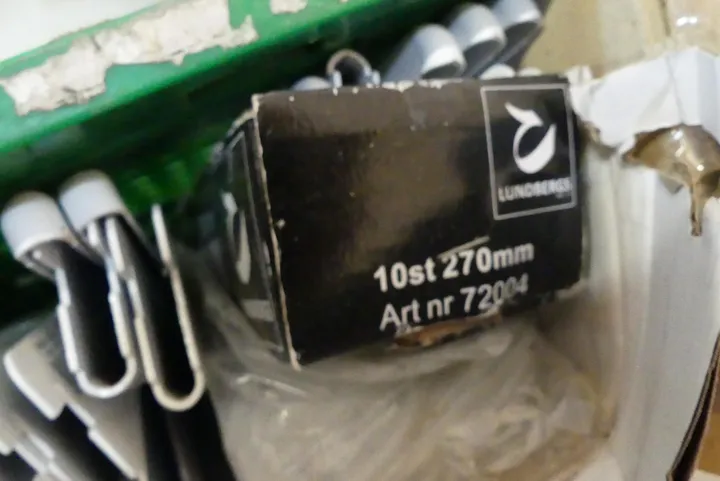 LUNDBERGS
10st 270mm
Art nr 72004